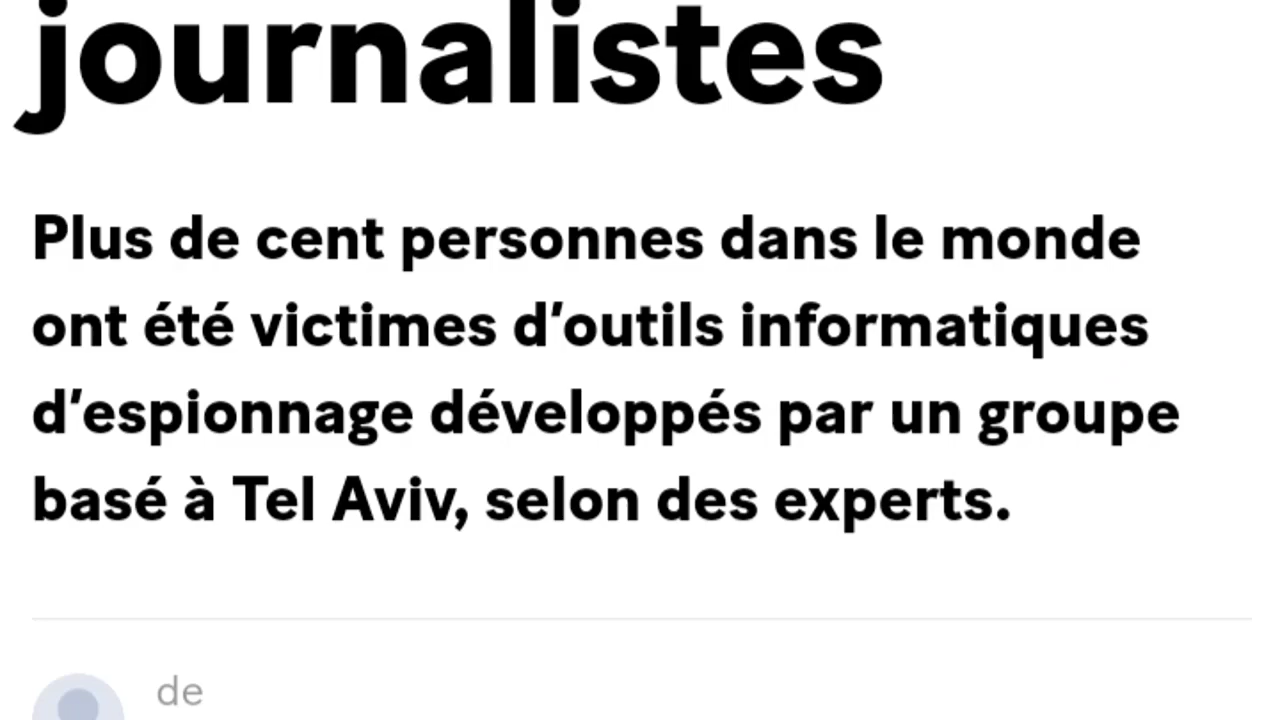 journalistes
Plus de cent personnes dans le monde
ont été victimes d’outils informatiques
d’espionnage développés par un groupe
basé à Tel Aviv, selon des experts.
de